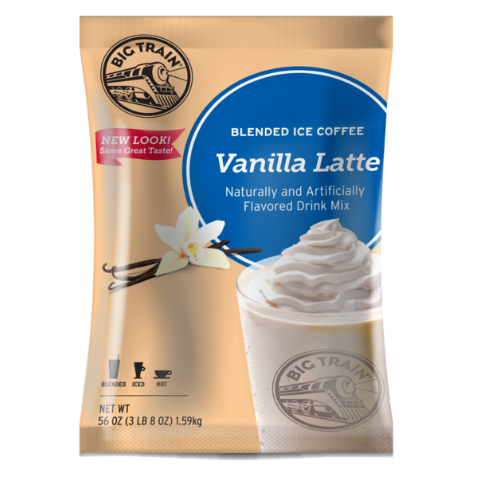 BIG TRAIN®
NEW LOOK!
Same Great Taste!
BLENDED ICE COFFEE
Vanilla Latte
Naturally and Artificially
Flavored Drink Mix
BIG TRAIN®
BLENDED ICED HOT
NET WT
56 OZ (3 LB 8 OZ) 1.59kg